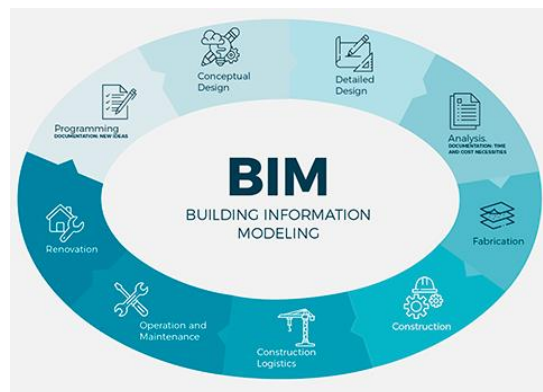 Conceptual
Design
Detailed
Design
Programming
DOCUMENTATION: NEW IDEAS
Analysis.
DOCUMENTATION: TIME
AND COST NECESSITIES
BIM
BUILDING INFORMATION
MODELING
Renovation
Fabrication
Operation and
Maintenance
Construction
Logistics
Construction